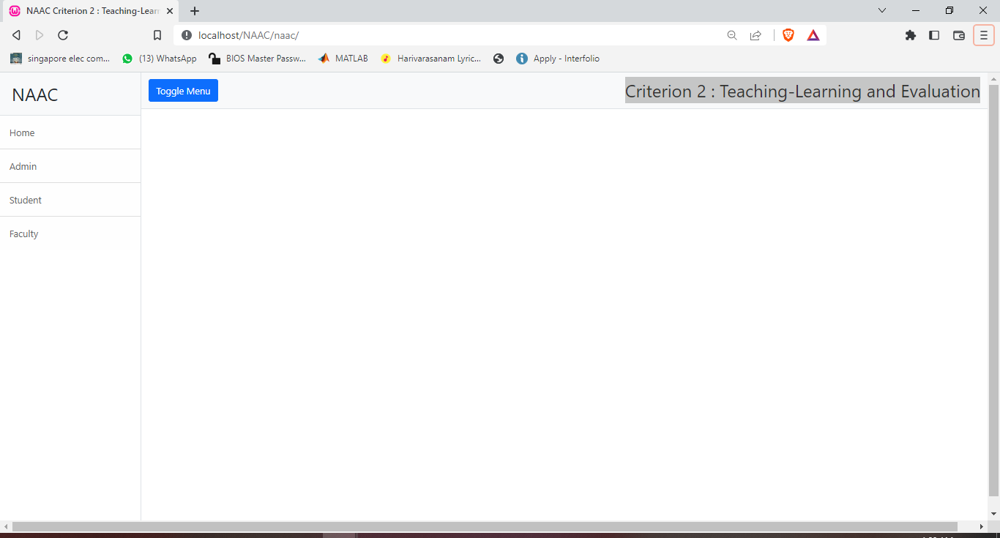 NAAC Criterion 2 : Teaching-Learn
localhost/NAAC/naac/
singapore elec com...
(13) WhatsApp
BIOS Master Passw...
MATLAB
Harivarasanam Lyric...
Apply - Interfolio
NAAC
Toggle Menu
Criterion 2 : Teaching-Learning and Evaluation
Home
Admin
Student
Faculty